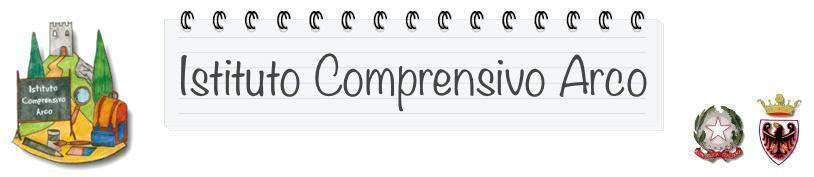 Istituto Comprensivo Arco
Istituto
Comprensivo
Arco